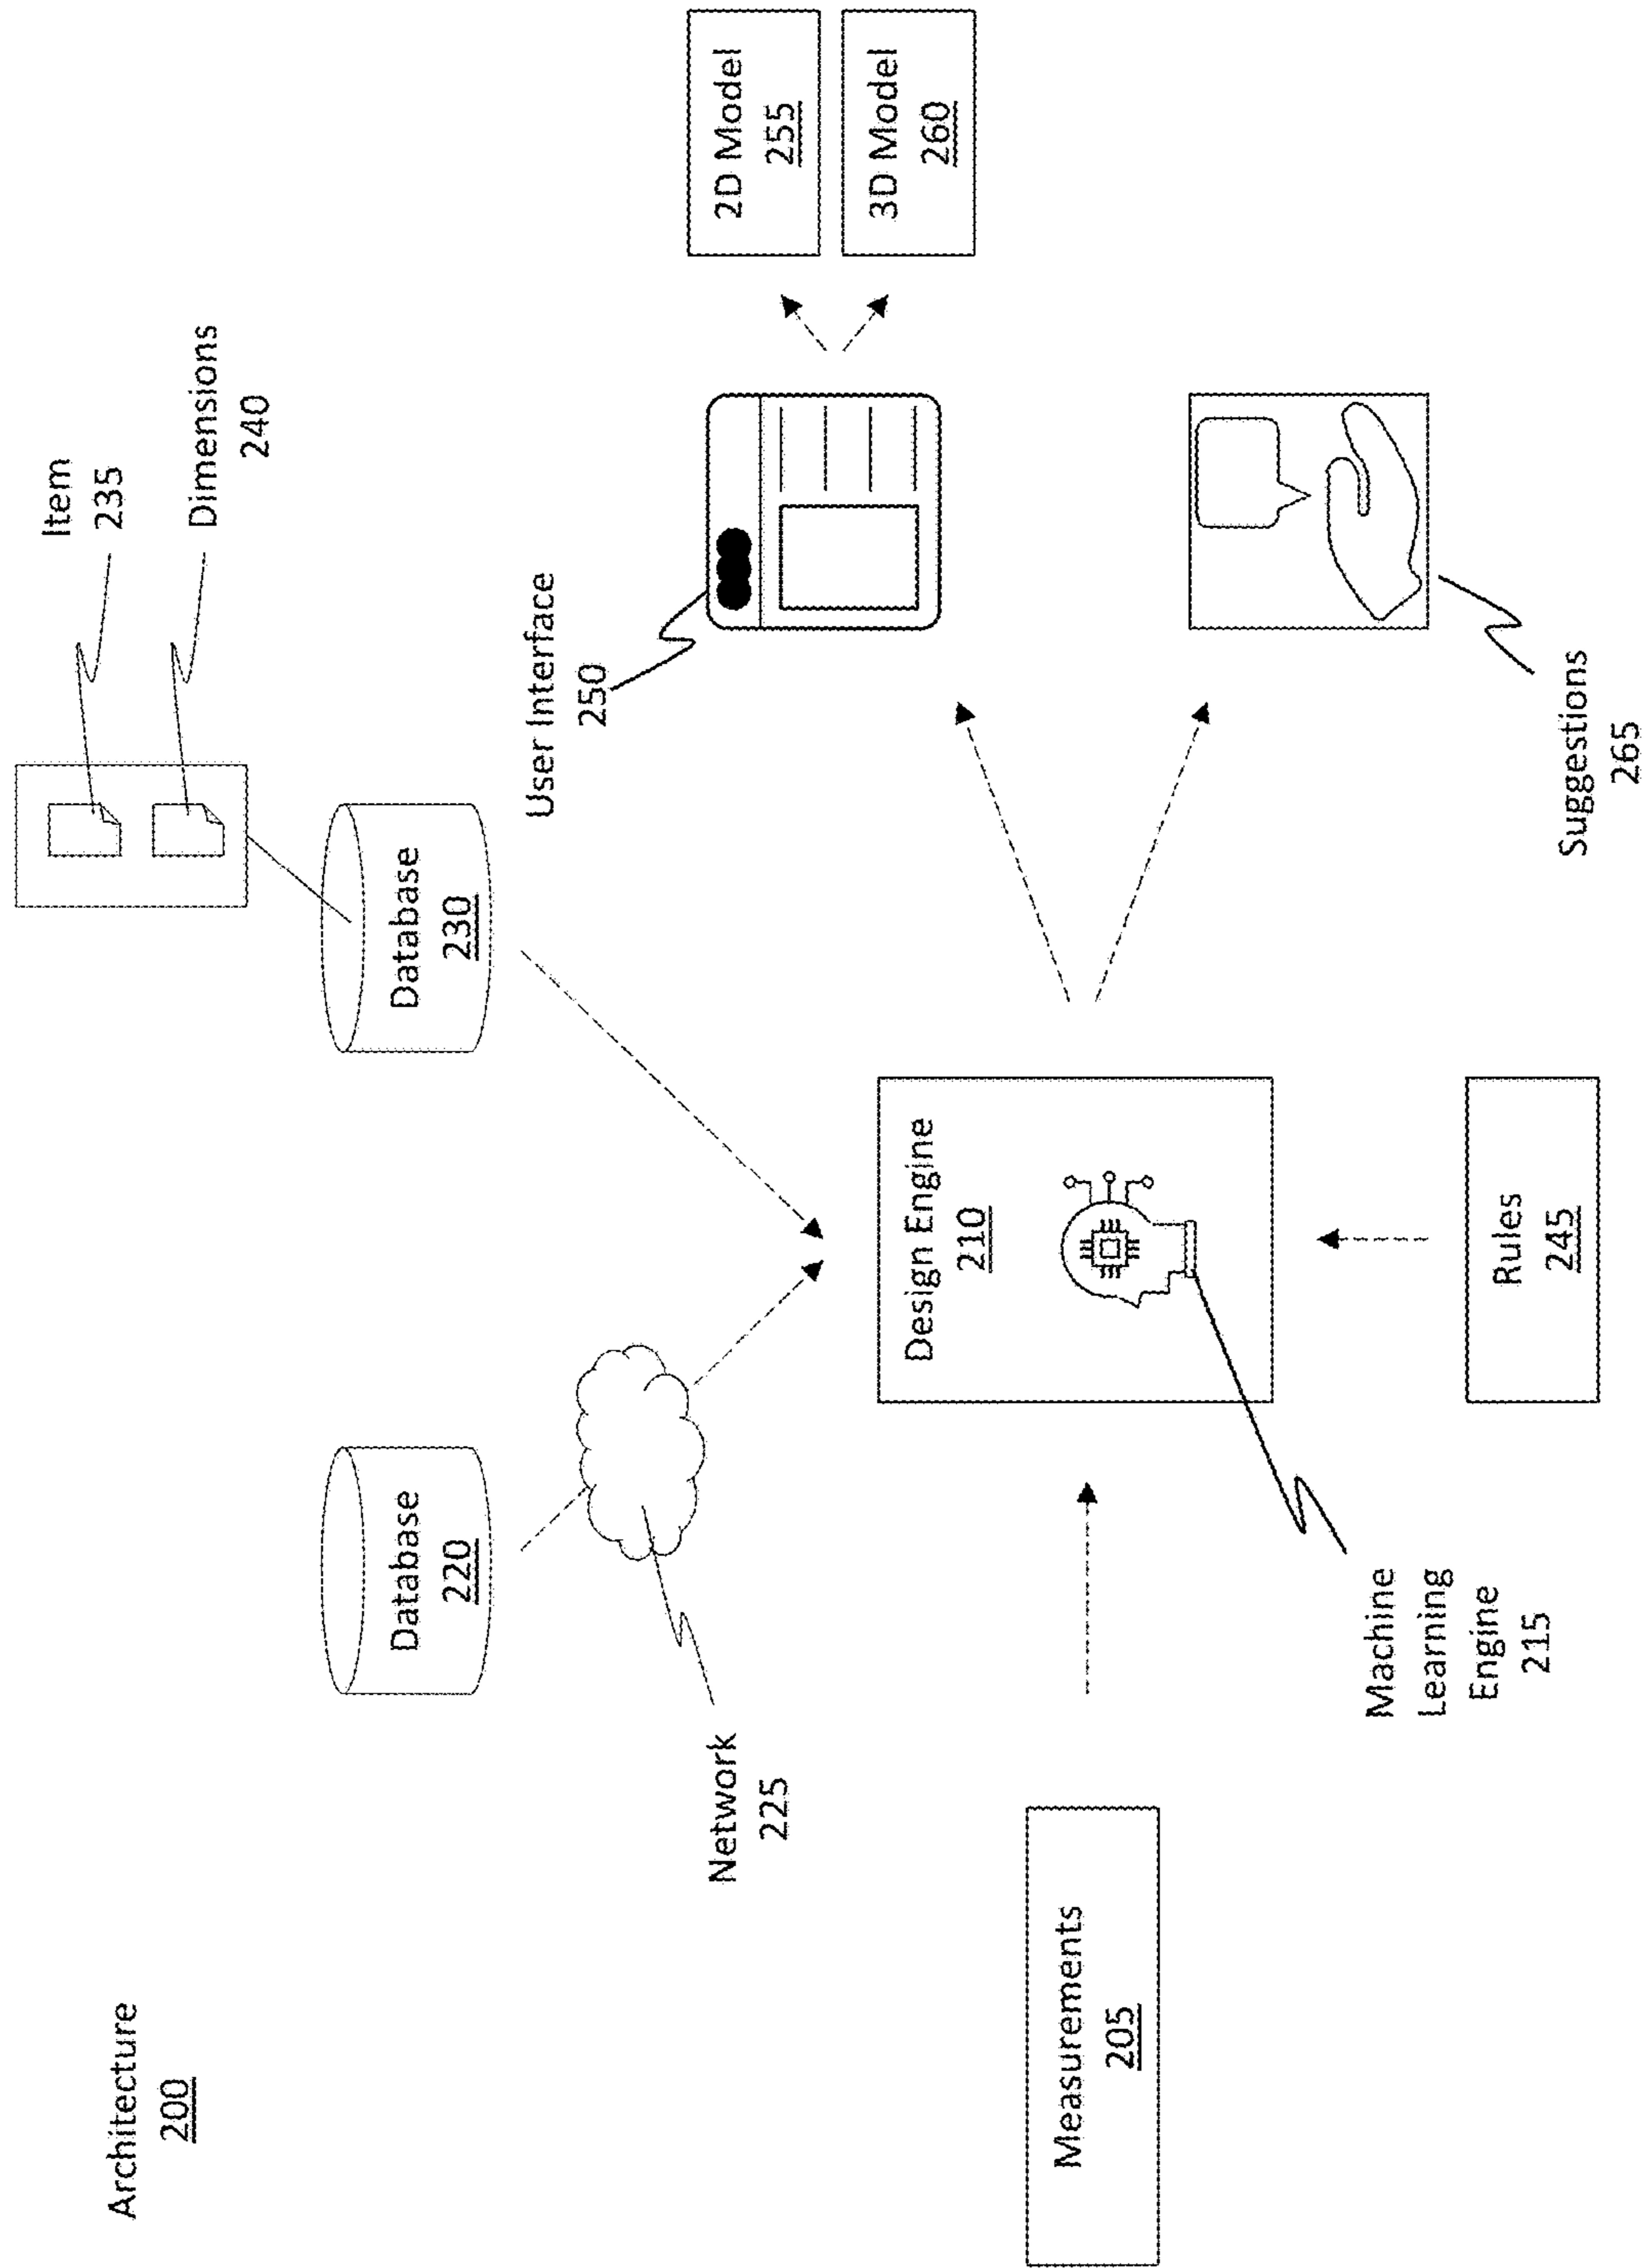 Architecture
200
Item
235
Dimensions
240
Database
220
Database
230
Network
225
User Interface
250
2D Model
255
3D Model
260
Measurements
205
Design Engine
210
Machine
Learning
Engine
215
Rules
245
Suggestions
265